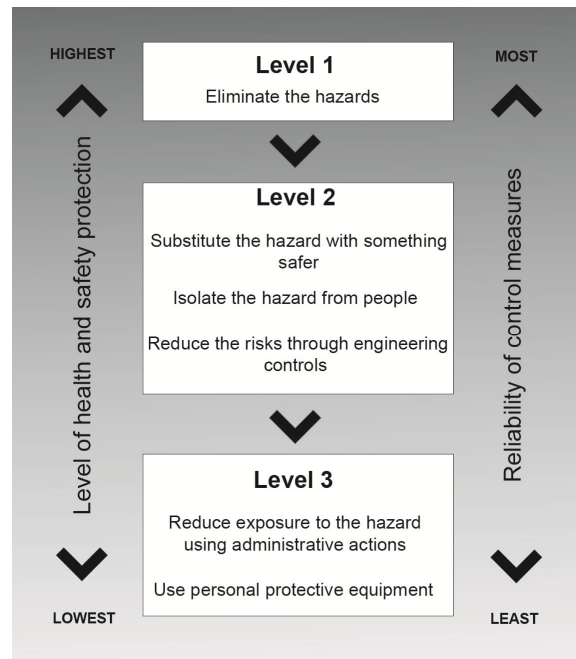 HIGHEST
MOST
Level 1
Eliminate the hazards
Level of health and safety protection
Reliability of control measures
Level 2
Substitute the hazard with something
safer
Isolate the hazard from people
Reduce the risks through engineering
controls
Level 3
Reduce exposure to the hazard
using administrative actions
Use personal protective equipment
LOWEST
LEAST